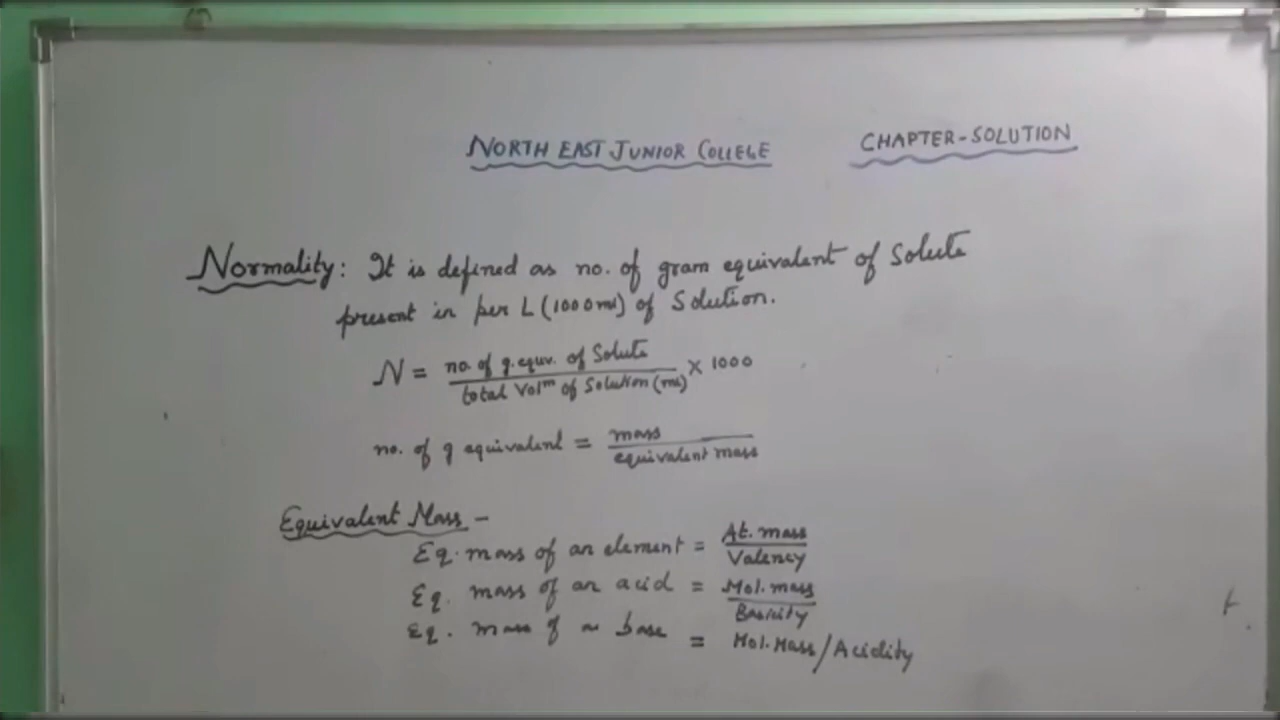 NORTH EAST JUNIOR COLLEGE CHAPTER-SOLUTION
Normality: It is defined as no. of gram equivalent of Solute
present in per L (1000ml) of Solution.
N = no. of g. equv. of Solute / total Volm of Solution (ml) × 1000
no. of g equivalent = mass / equivalent mass
Equivalent Mass -
Eq. mass of an element = At. mass / Valency
Eq. mass of an acid = Mol. mass / Basicity
Eq. mass of a base = Mol. Mass/Acidity